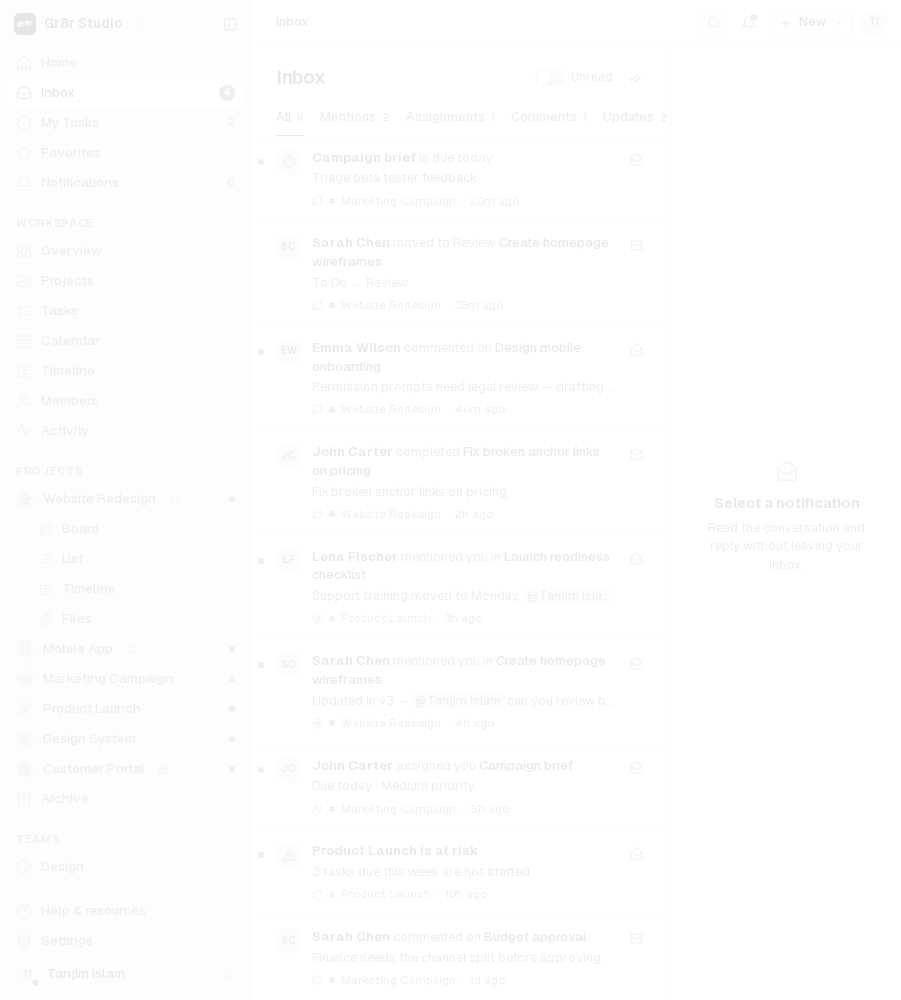 gr8r Gr8r Studio
Home
Inbox 4
My Tasks 2
Favorites
Notifications 6
WORKSPACE
Overview
Projects
Tasks
Calendar
Timeline
Members
Activity
PROJECTS
Website Redesign
Board
List
Timeline
Files
Mobile App
Marketing Campaign
Product Launch
Design System
Customer Portal
Archive
TEAMS
Design
Help & resources
Settings
TI Tanjim Islam
Inbox
New
TI
Inbox
Unread
All 6 Mentions 2 Assignments 1 Comments 1 Updates 2
Campaign brief is due today
Triage beta tester feedback
Marketing Campaign · 20m ago
SC Sarah Chen moved to Review Create homepage
wireframes
To Do → Review
Website Redesign · 38m ago
EW Emma Wilson commented on Design mobile
onboarding
Permission prompts need legal review — drafting ...
Website Redesign · 40m ago
JC John Carter completed Fix broken anchor links
on pricing
Fix broken anchor links on pricing
Website Redesign · 2h ago
LF Lena Fischer mentioned you in Launch readiness
checklist
Support training moved to Monday. @Tanjim Isla...
Product Launch · 3h ago
SC Sarah Chen mentioned you in Create homepage
wireframes
Updated in v3 — @Tanjim Islam can you review b...
Website Redesign · 4h ago
JC John Carter assigned you Campaign brief
Due today · Medium priority
Marketing Campaign · 5h ago
Product Launch is at risk
3 tasks due this week are not started
Product Launch · 10h ago
SC Sarah Chen commented on Budget approval
Finance needs the channel split before approving.
Marketing Campaign · 1d ago
Select a notification
Read the conversation and
reply without leaving your
inbox.